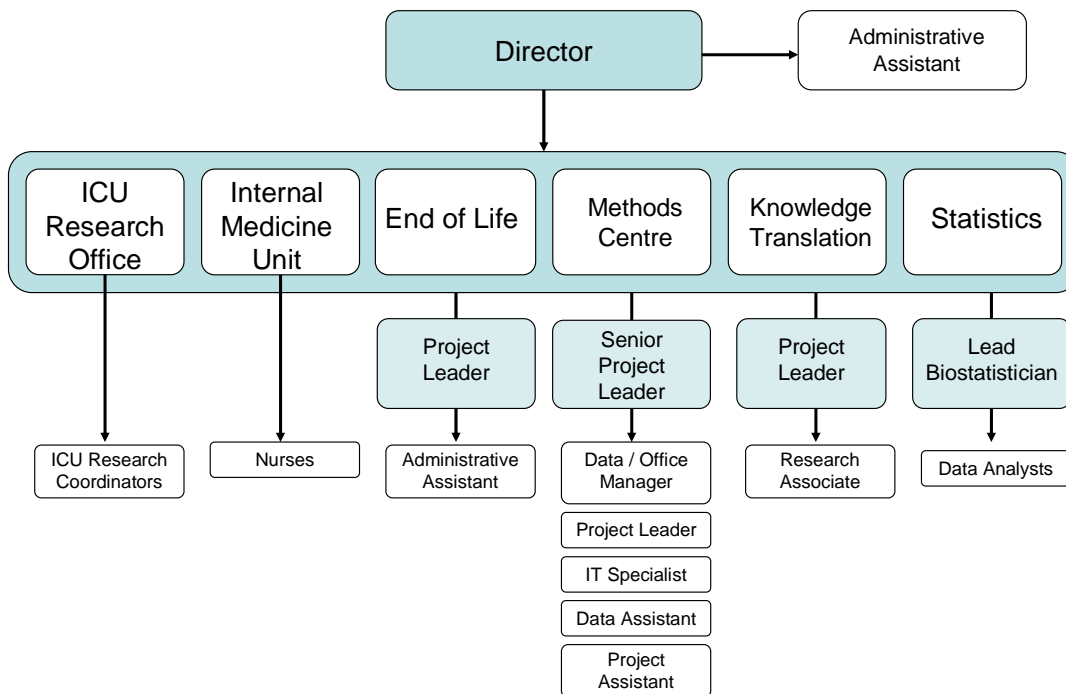 Director
Administrative
Assistant
ICU
Research
Office
Internal
Medicine
Unit
End of Life
Methods
Centre
Knowledge
Translation
Statistics
Project
Leader
Senior
Project
Leader
Project
Leader
Lead
Biostatistician
ICU Research
Coordinators
Nurses
Administrative
Assistant
Data / Office
Manager
Research
Associate
Data Analysts
Project Leader
IT Specialist
Data Assistant
Project
Assistant